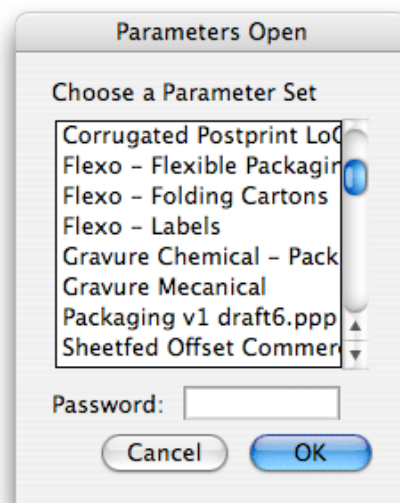 Parameters Open
Choose a Parameter Set
Corrugated Postprint LoC
Flexo – Flexible Packagin
Flexo – Folding Cartons
Flexo – Labels
Gravure Chemical – Pack
Gravure Mecanical
Packaging v1 draft6.ppp
Sheetfed Offset Commer
Password:
Cancel OK